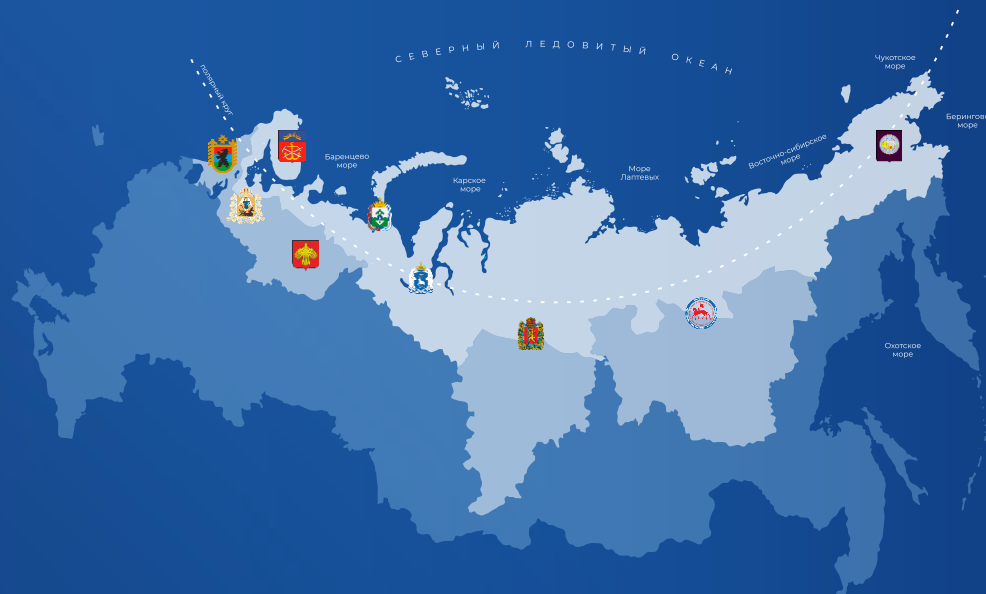 СЕВЕРНЫЙ ЛЕДОВИТЫЙ ОКЕАН
полярный круг
Чукотское
море
Берингово
море
Баренцево
море
Карское
море
Море
Лаптевых
Восточно-сибирское
море
Охотское
море